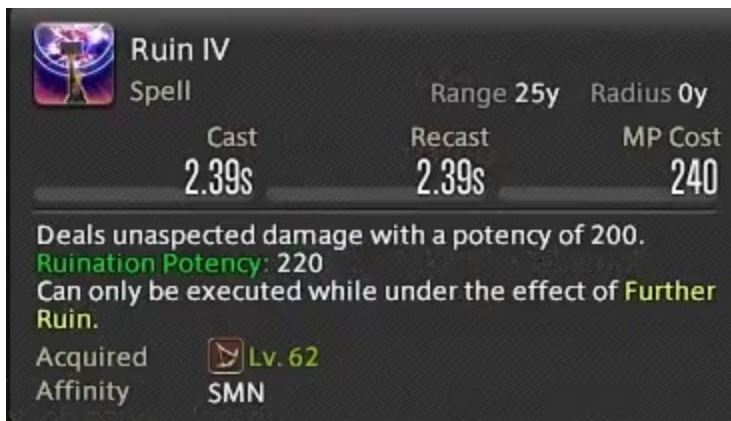 Ruin IV
Spell
Range 25y Radius 0y
Cast Recast MP Cost
2.39s 2.39s 240
Deals unaspected damage with a potency of 200.
Ruination Potency: 220
Can only be executed while under the effect of Further
Ruin.
Acquired Lv. 62
Affinity SMN